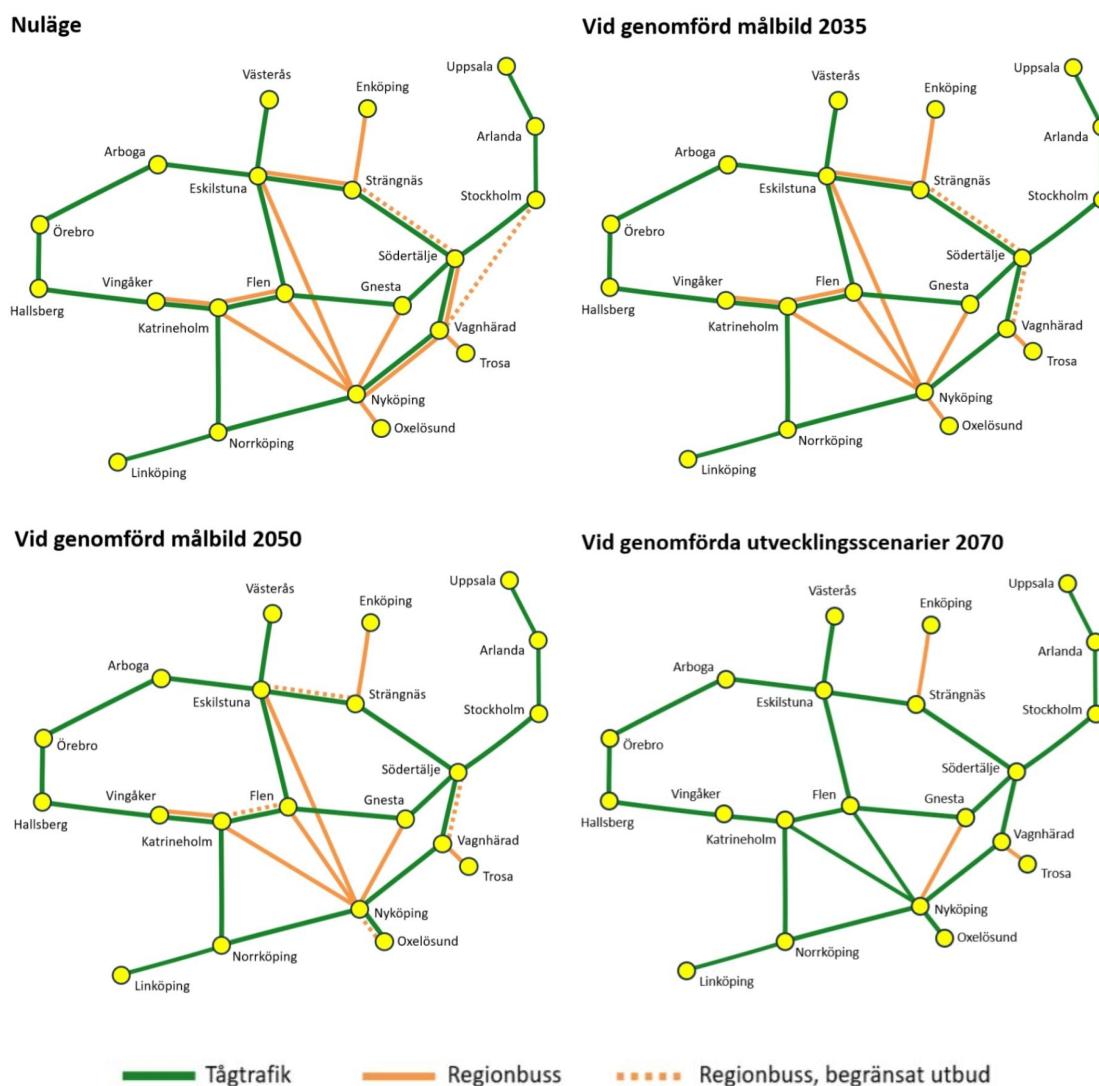 Nuläge
Uppsala
Västerås
Enköping
Arlanda
Arboga
Eskilstuna
Strängnäs
Stockholm
Örebro
Södertälje
Vingåker
Flen
Gnesta
Hallsberg
Katrineholm
Vagnhärad
Trosa
Nyköping
Oxelösund
Norrköping
Linköping
Vid genomförd målbild 2035
Uppsala
Västerås
Enköping
Arlanda
Arboga
Eskilstuna
Strängnäs
Stockholm
Örebro
Södertälje
Vingåker
Flen
Gnesta
Hallsberg
Katrineholm
Vagnhärad
Trosa
Nyköping
Oxelösund
Norrköping
Linköping
Vid genomförd målbild 2050
Uppsala
Västerås
Enköping
Arlanda
Arboga
Eskilstuna
Strängnäs
Stockholm
Örebro
Södertälje
Vingåker
Flen
Gnesta
Hallsberg
Katrineholm
Vagnhärad
Trosa
Nyköping
Oxelösund
Norrköping
Linköping
Vid genomförda utvecklingsscenarier 2070
Uppsala
Västerås
Enköping
Arlanda
Arboga
Eskilstuna
Strängnäs
Stockholm
Örebro
Södertälje
Vingåker
Flen
Gnesta
Hallsberg
Katrineholm
Vagnhärad
Trosa
Nyköping
Oxelösund
Norrköping
Linköping
Tågtrafik
Regionbuss
Regionbuss, begränsat utbud